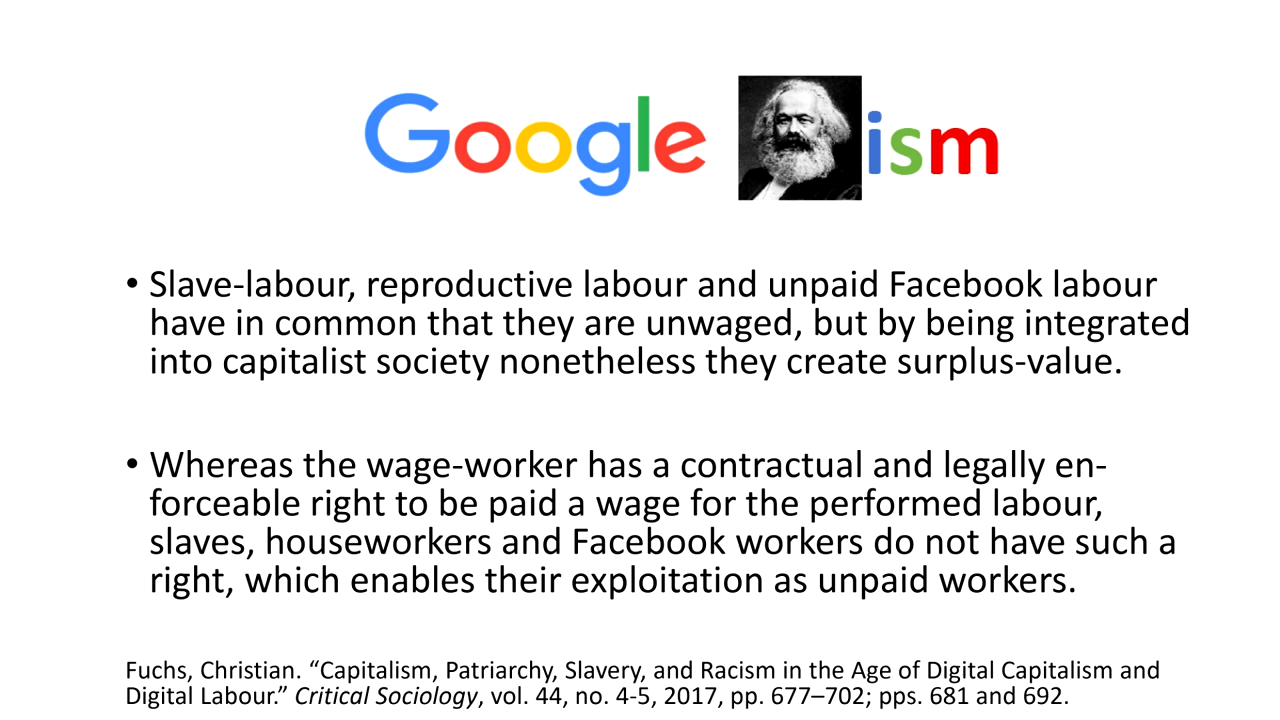 Google ism
• Slave-labour, reproductive labour and unpaid Facebook labour
have in common that they are unwaged, but by being integrated
into capitalist society nonetheless they create surplus-value.
• Whereas the wage-worker has a contractual and legally en-
forceable right to be paid a wage for the performed labour,
slaves, houseworkers and Facebook workers do not have such a
right, which enables their exploitation as unpaid workers.
Fuchs, Christian. “Capitalism, Patriarchy, Slavery, and Racism in the Age of Digital Capitalism and
Digital Labour.” Critical Sociology, vol. 44, no. 4-5, 2017, pp. 677–702; pps. 681 and 692.